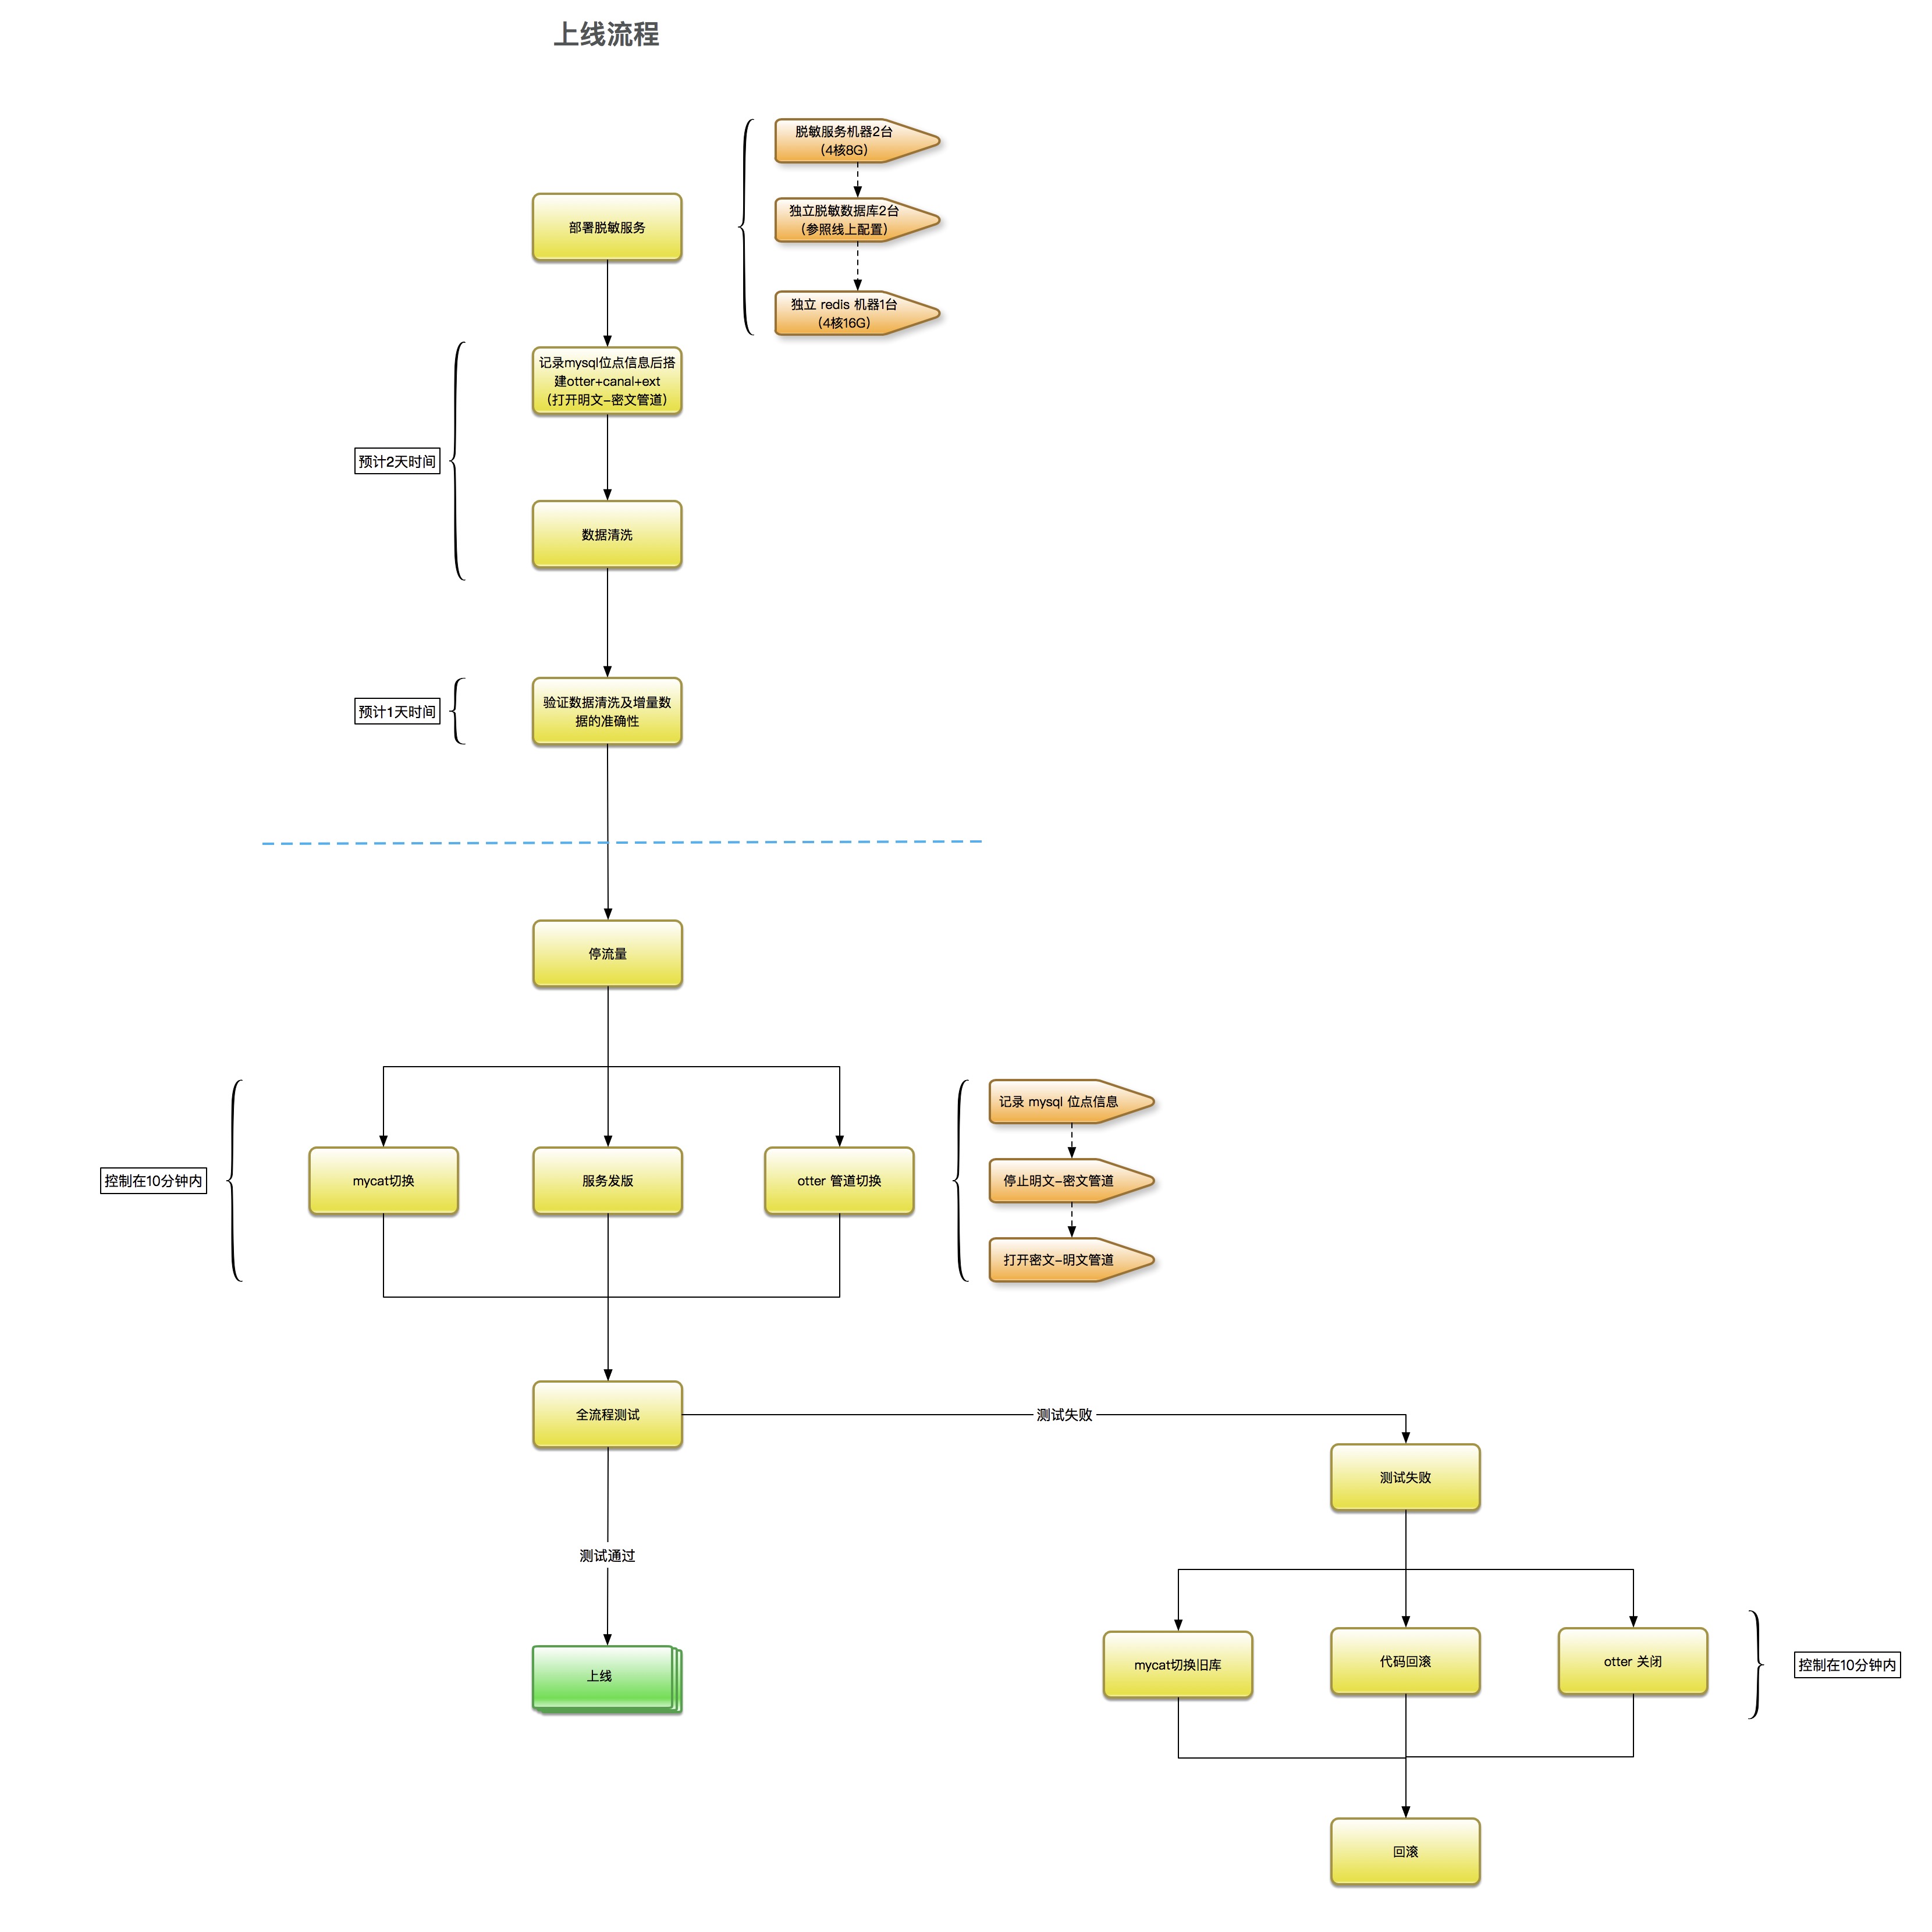 上线流程
脱敏服务机器2台
（4核8G）
独立脱敏数据库2台
（参照线上配置）
独立 redis 机器1台
（4核16G）
部署脱敏服务
记录mysql位点信息后搭
建otter+canal+ext
（打开明文-密文管道）
预计2天时间
数据清洗
预计1天时间
验证数据清洗及增量数
据的准确性
停流量
控制在10分钟内
mycat切换
服务发版
otter 管道切换
记录 mysql 位点信息
停止明文-密文管道
打开密文-明文管道
全流程测试
测试失败
测试失败
测试通过
上线
mycat切换旧库
代码回滚
otter 关闭
控制在10分钟内
回滚